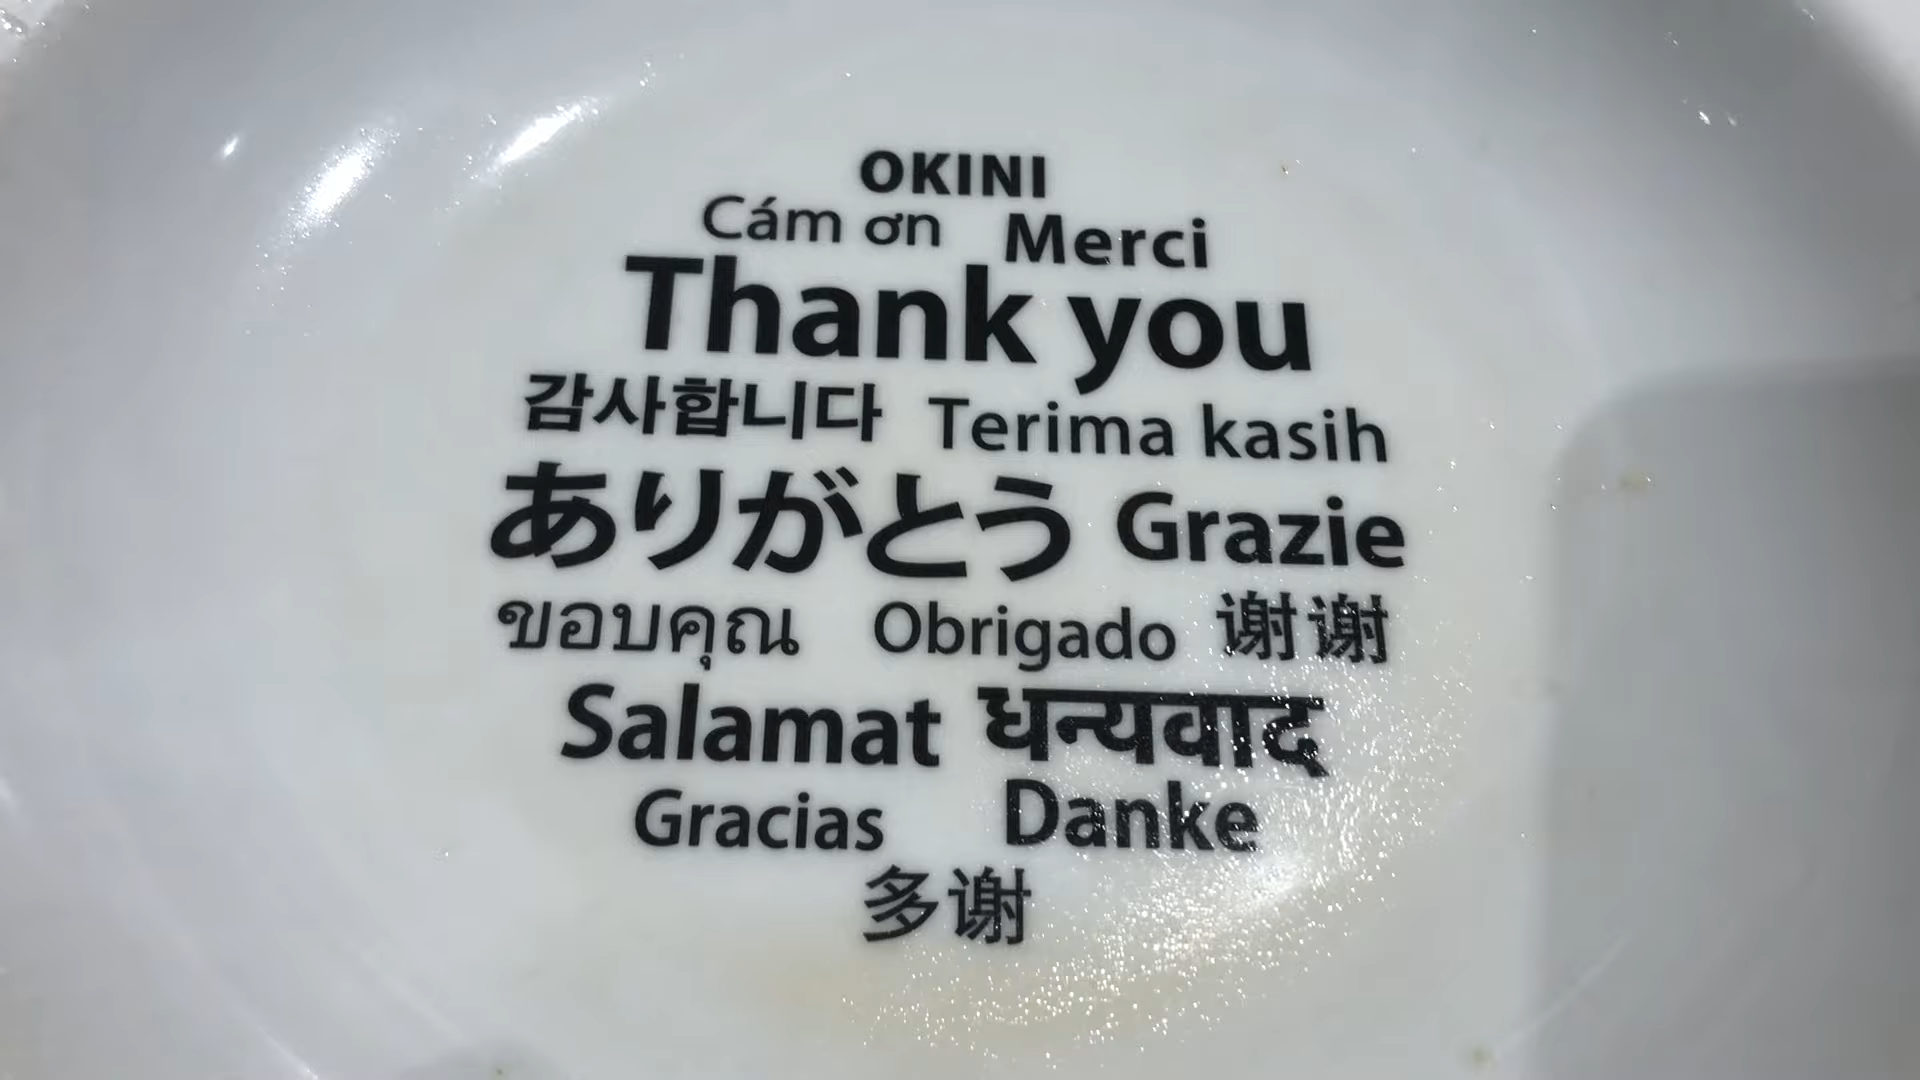 OKINI
Cám ơn Merci
Thank you
감사합니다 Terima kasih
ありがとう Grazie
ขอบคุณ Obrigado 谢谢
Salamat धन्यवाद
Gracias Danke
多谢